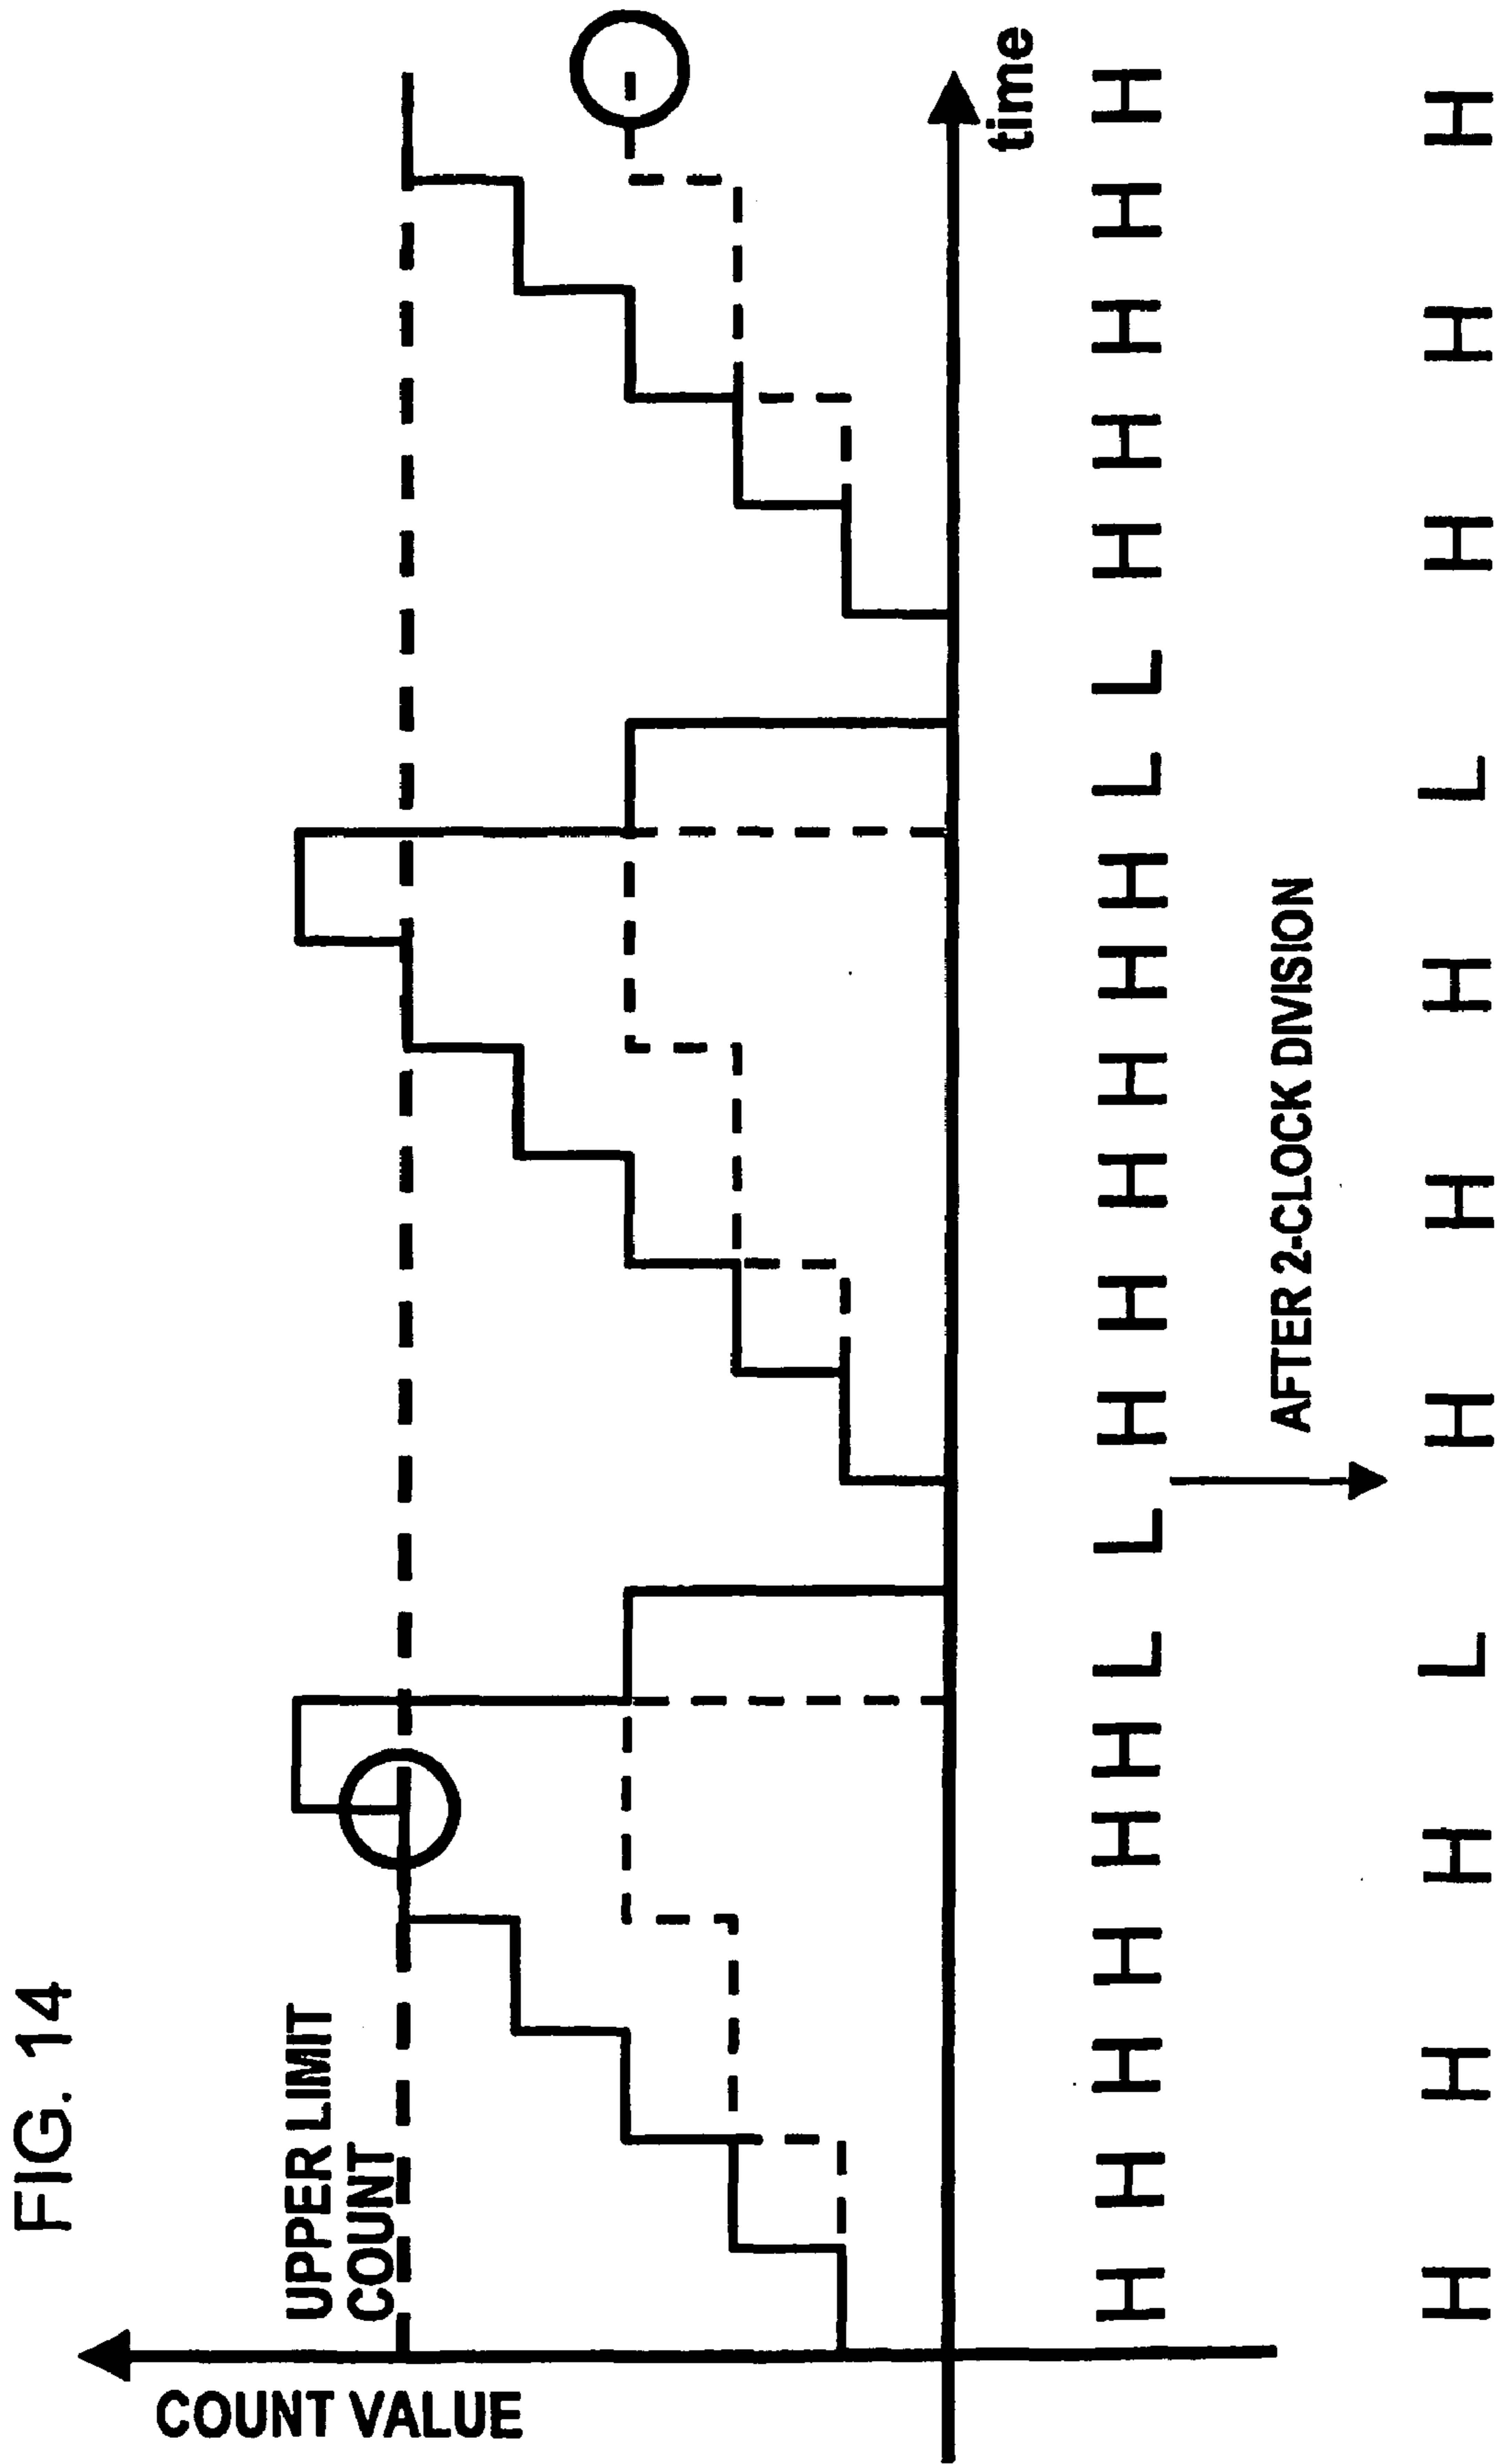 FIG. 14
COUNT VALUE
UPPER LIMIT
COUNT
time
H H H H H H L L H H H H H H L L H H H H H
AFTER 2-CLOCK DIVISION
H H H L H H H L H H H